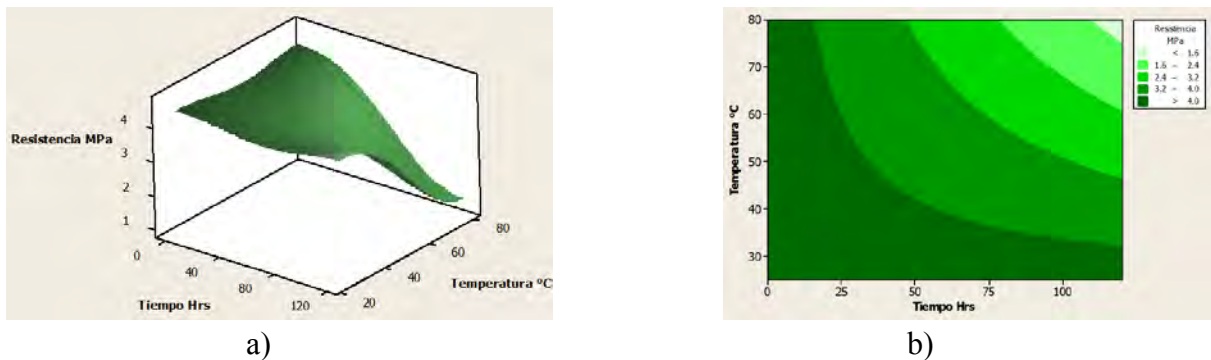 Resistencia MPa
4
3
2
1
0
40
80
120
Tiempo Hrs
20
40
60
80
Temperatura ºC
a)
80
70
60
50
40
30
Temperatura ºC
0
25
50
75
100
Tiempo Hrs
Resistencia
MPa
< 1.6
1.6 – 2.4
2.4 – 3.2
3.2 – 4.0
> 4.0
b)